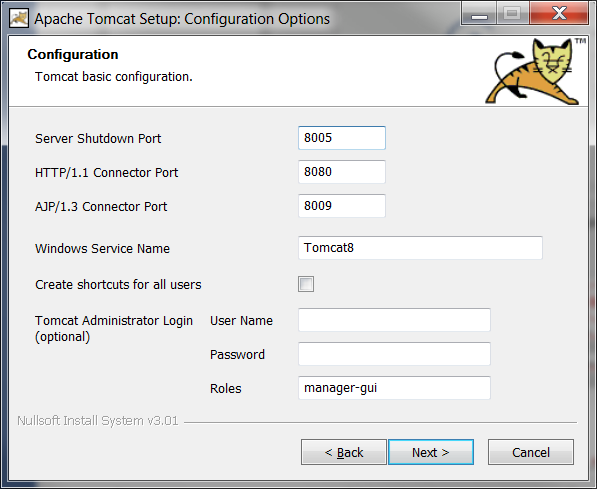 Apache Tomcat Setup: Configuration Options
Configuration
Tomcat basic configuration.
TM
Server Shutdown Port 8005
HTTP/1.1 Connector Port 8080
AJP/1.3 Connector Port 8009
Windows Service Name Tomcat8
Create shortcuts for all users
Tomcat Administrator Login User Name
(optional)
Password
Roles manager-gui
Nullsoft Install System v3.01
< Back Next > Cancel